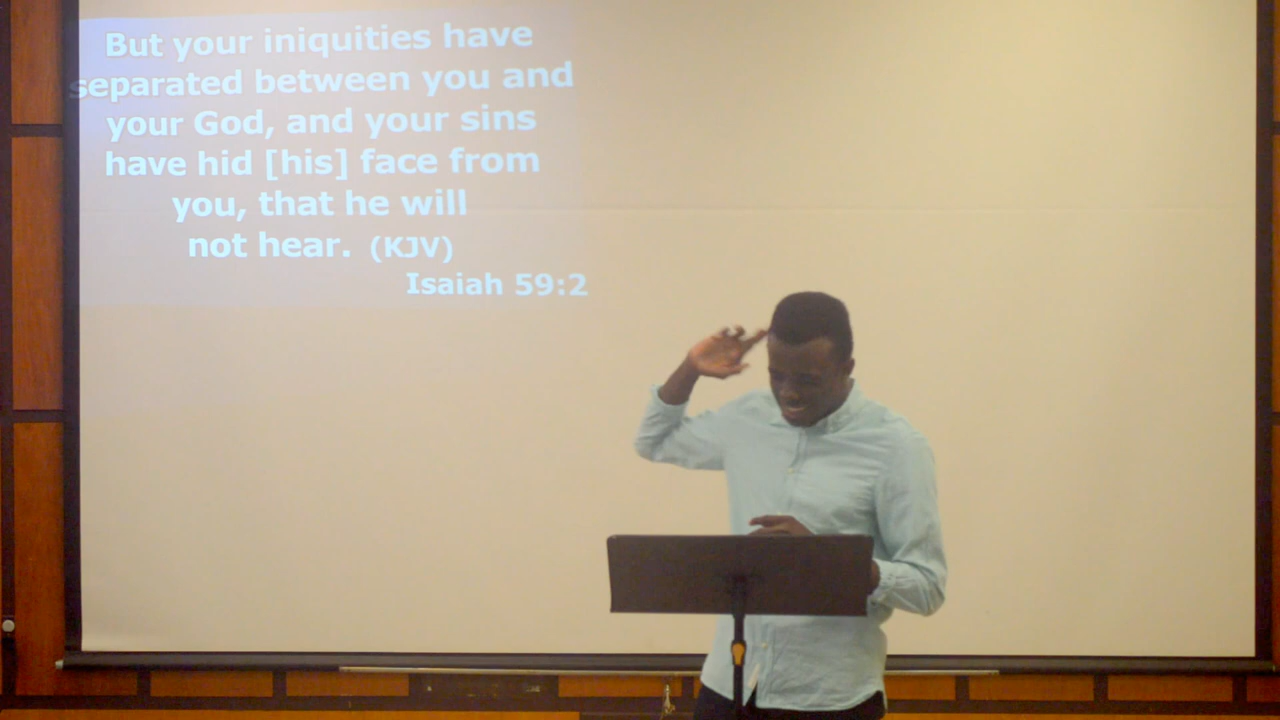 But your iniquities have
separated between you and
your God, and your sins
have hid [his] face from
you, that he will
not hear. (KJV)
Isaiah 59:2